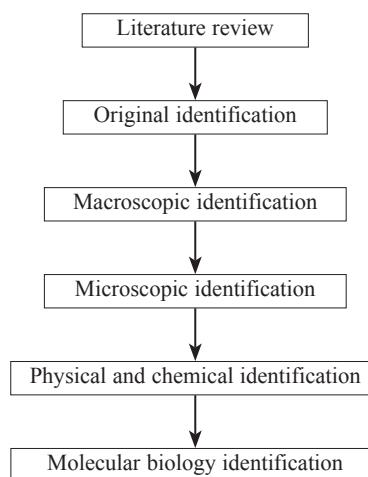 Literature review
Original identification
Macroscopic identification
Microscopic identification
Physical and chemical identification
Molecular biology identification